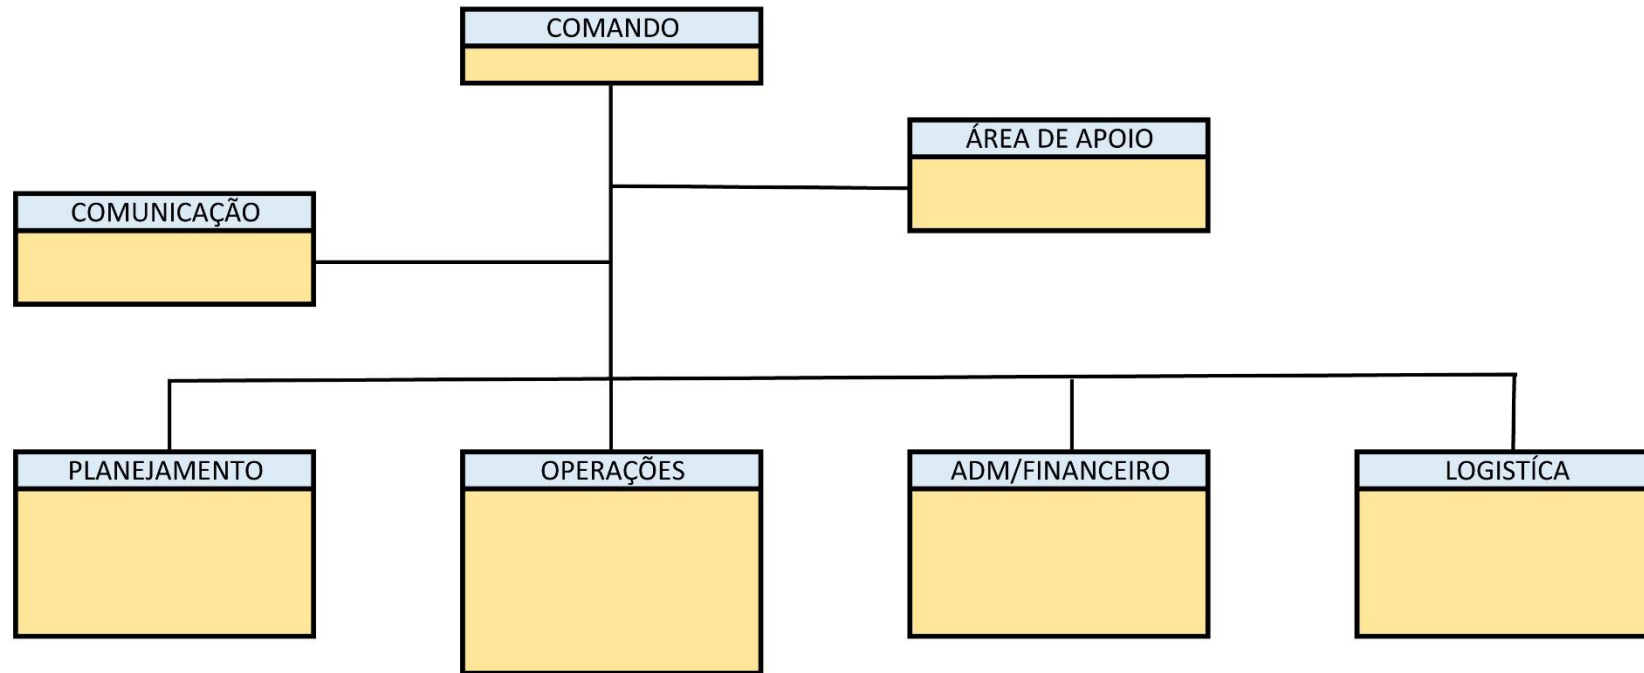 COMANDO
ÁREA DE APOIO
COMUNICAÇÃO
PLANEJAMENTO
OPERAÇÕES
ADM/FINANCEIRO
LOGISTÍCA